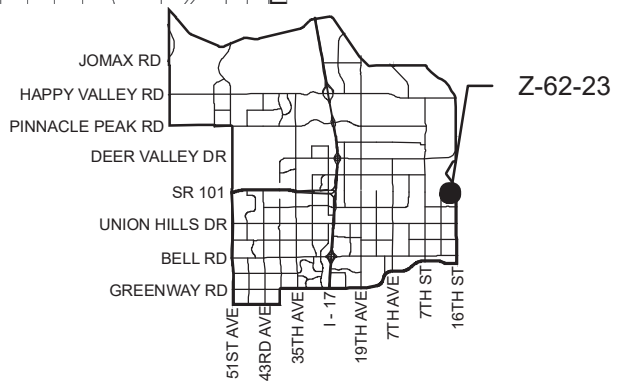 JOMAX RD
Z-62-23
HAPPY VALLEY RD
PINNACLE PEAK RD
DEER VALLEY DR
SR 101
UNION HILLS DR
BELL RD
GREENWAY RD
51ST AVE
43RD AVE
35TH AVE
I - 17
19TH AVE
7TH AVE
7TH ST
16TH ST